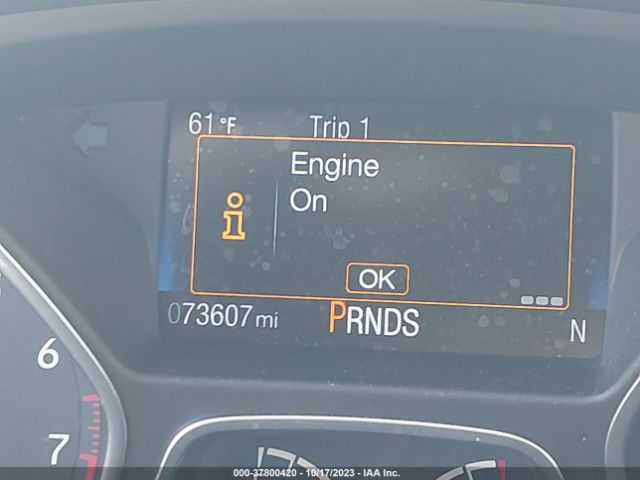 61°F Trip 1
Engine
On
i
OK
073607 mi PRNDS N
6
7
000-37800420 - 10/17/2023 - IAA Inc.